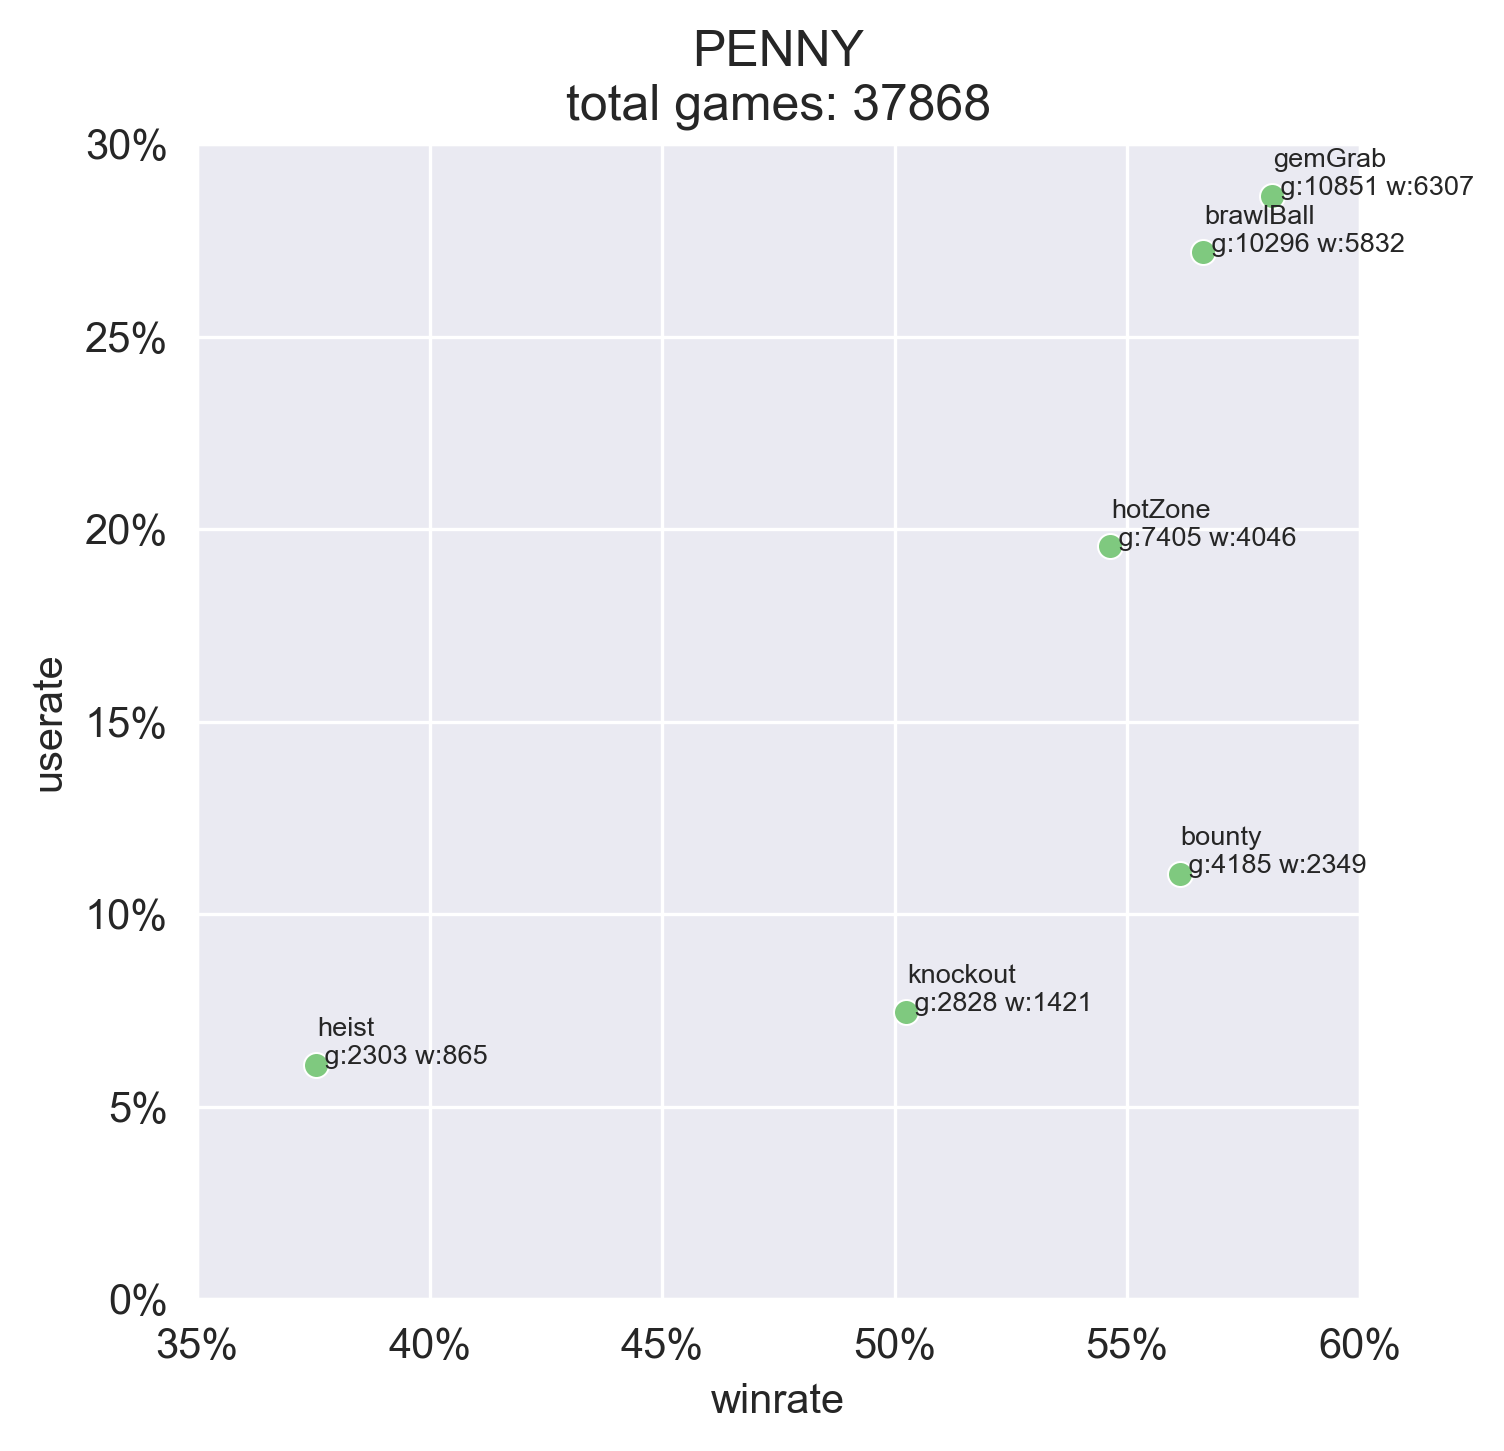 PENNY
total games: 37868
30%
gemGrab
g:10851 w:6307
brawlBall
g:10296 w:5832
25%
20%
hotZone
g:7405 w:4046
userate
15%
bounty
g:4185 w:2349
10%
knockout
g:2828 w:1421
heist
g:2303 w:865
5%
0%
35% 40% 45% 50% 55% 60%
winrate